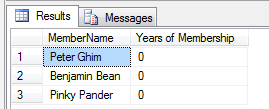 Results Messages
MemberName Years of Membership
1 Peter Ghim 0
2 Benjamin Bean 0
3 Pinky Pander 0